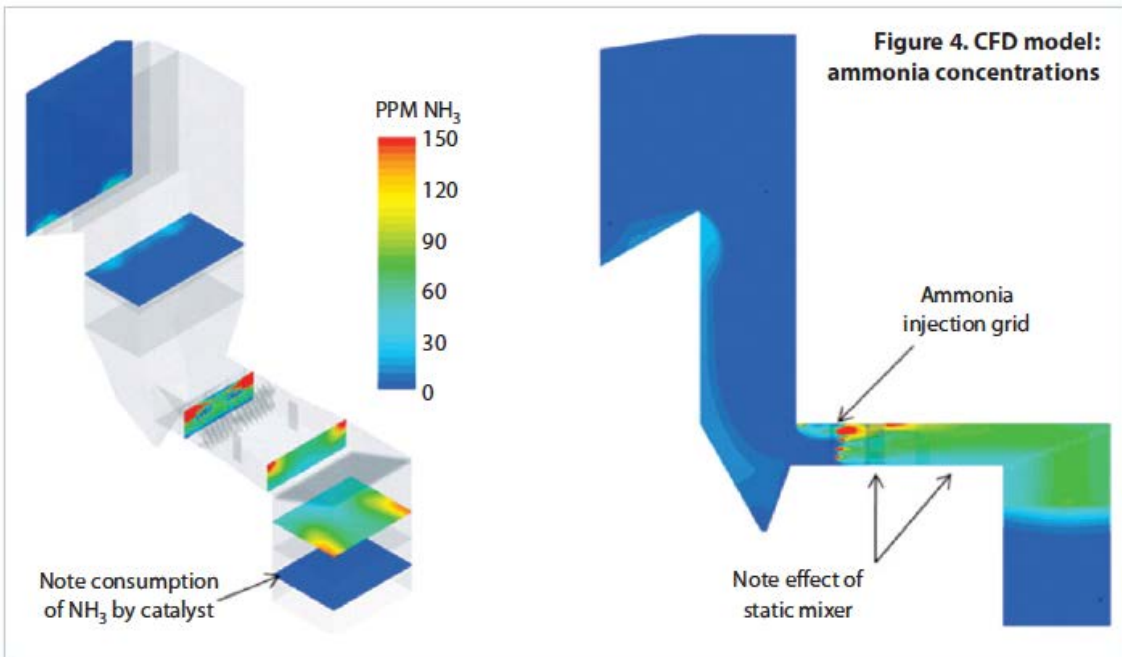 Figure 4. CFD model:
ammonia concentrations
PPM NH₃
150
120
90
60
30
0
Ammonia
injection grid
Note consumption
of NH₃ by catalyst
Note effect of
static mixer